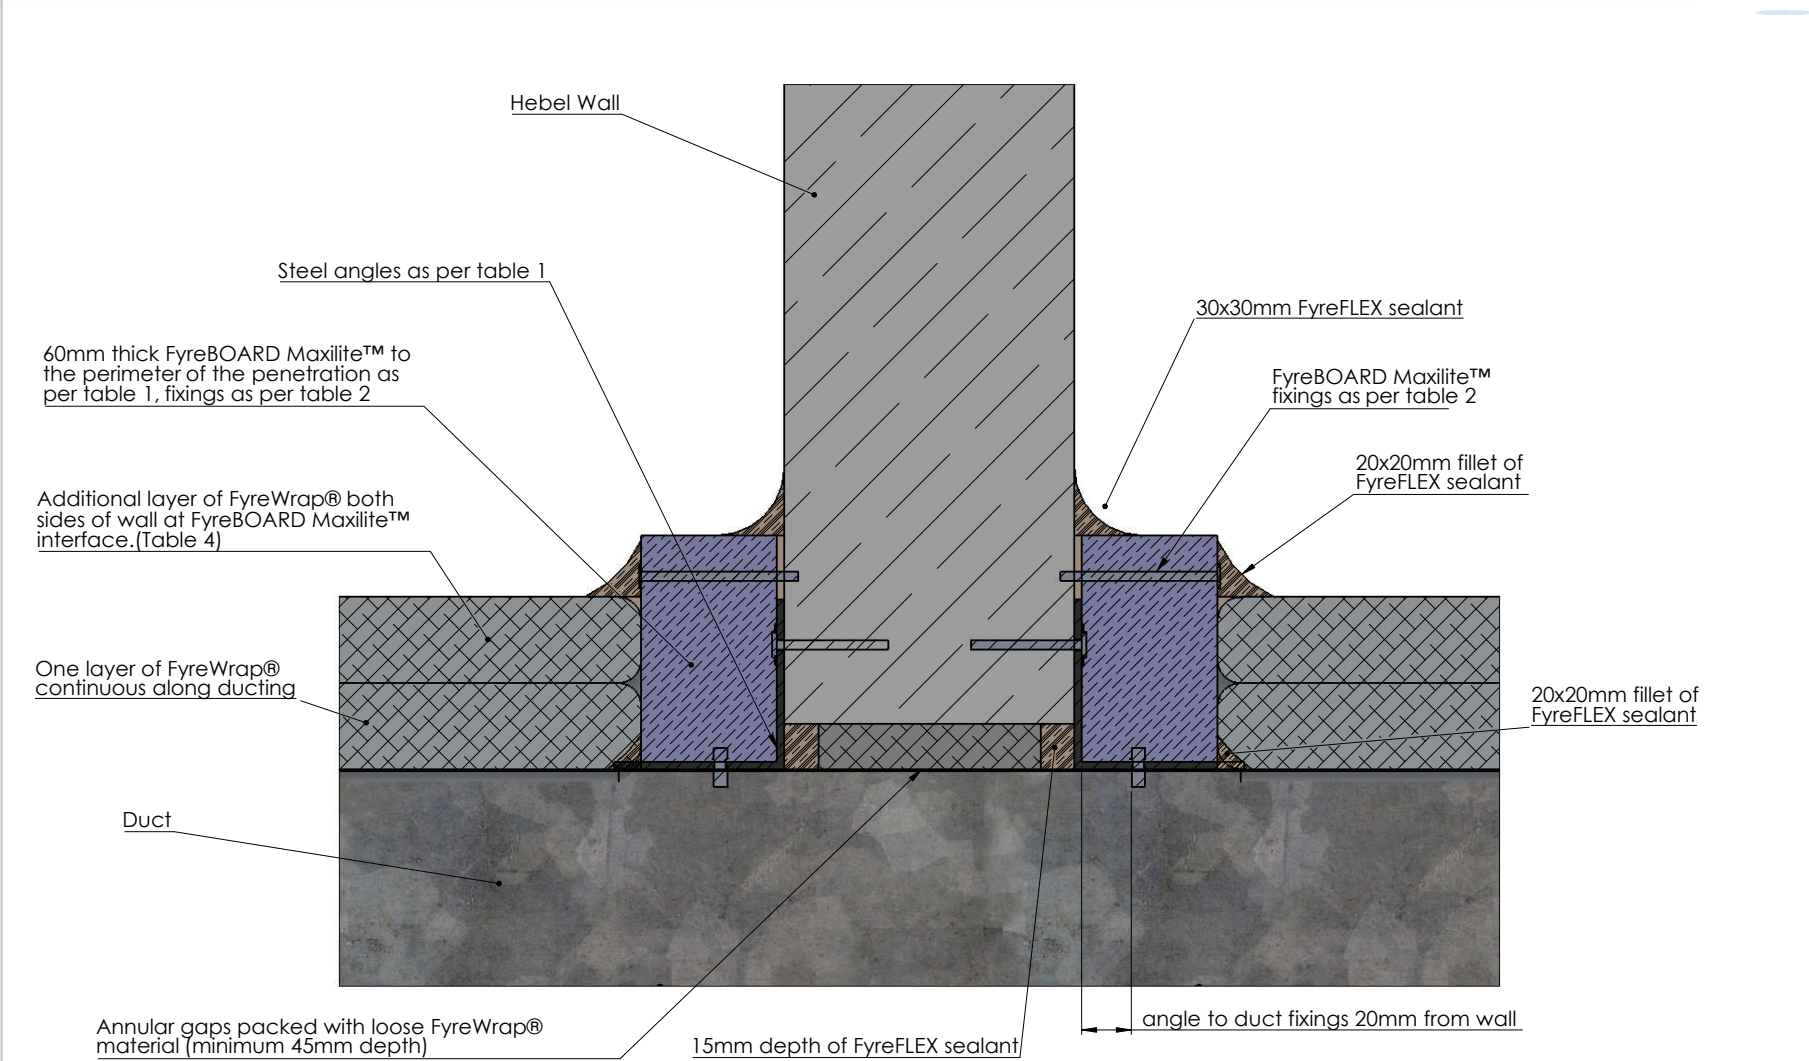 Hebel Wall
Steel angles as per table 1
30x30mm FyreFLEX sealant
60mm thick FyreBOARD Maxilite™ to
the perimeter of the penetration as
per table 1, fixings as per table 2
FyreBOARD Maxilite™
fixings as per table 2
20x20mm fillet of
FyreFLEX sealant
Additional layer of FyreWrap® both
sides of wall at FyreBOARD Maxilite™
interface.(Table 4)
One layer of FyreWrap®
continuous along ducting
20x20mm fillet of
FyreFLEX sealant
Duct
Annular gaps packed with loose FyreWrap®
material (minimum 45mm depth)
15mm depth of FyreFLEX sealant
angle to duct fixings 20mm from wall